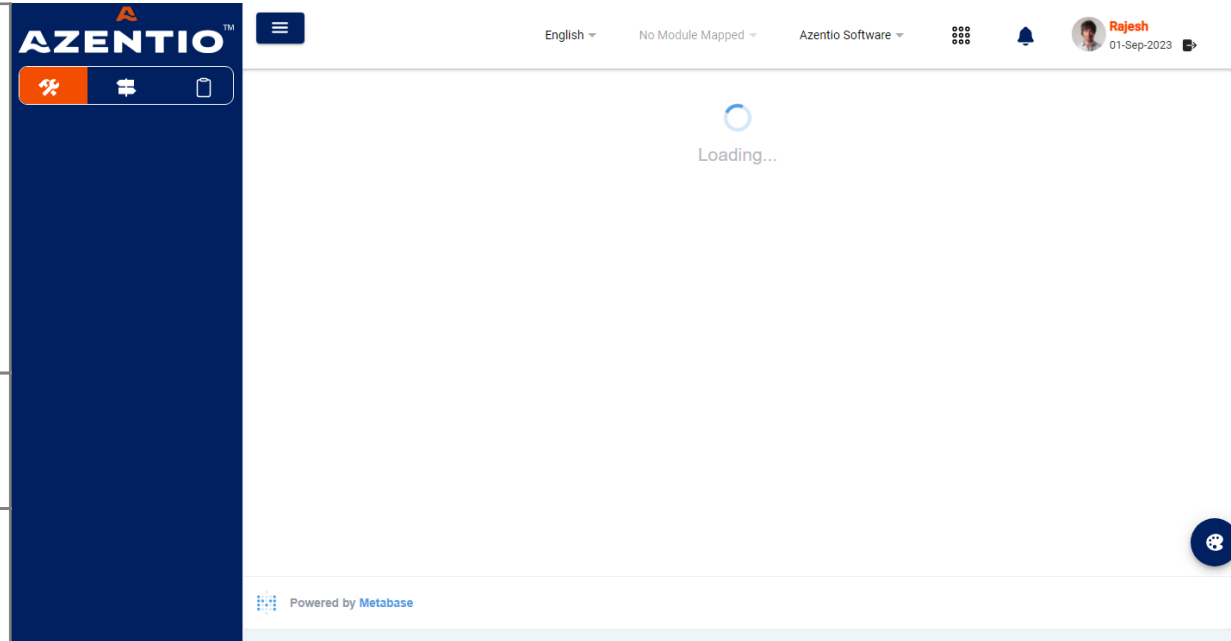 AZENTIO™
English
No Module Mapped
Azentio Software
Rajesh
01-Sep-2023
Loading...
Powered by Metabase